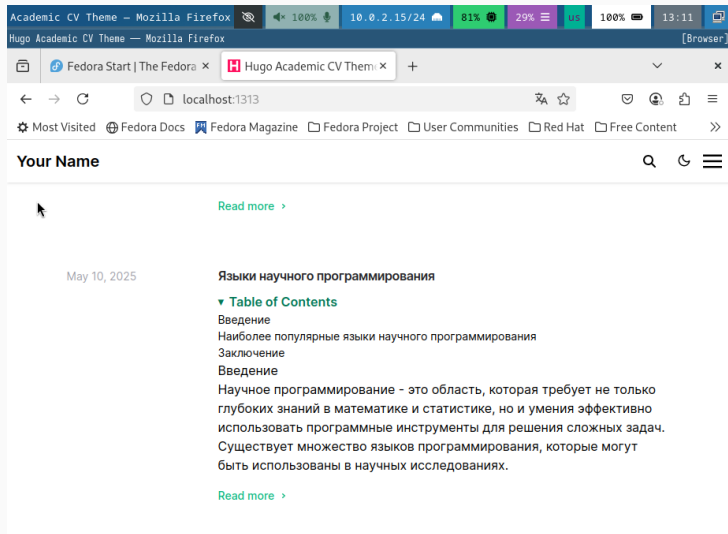 Academic CV Theme — Mozilla Firefox 100% 10.0.2.15/24 81% 29% us 100% 13:11
Hugo Academic CV Theme — Mozilla Firefox [Browser]
Fedora Start | The Fedora Hugo Academic CV Them
localhost:1313
Most Visited Fedora Docs Fedora Magazine Fedora Project User Communities Red Hat Free Content
Your Name
Read more
May 10, 2025 Языки научного программирования
Table of Contents
Введение
Наиболее популярные языки научного программирования
Заключение
Введение
Научное программирование - это область, которая требует не только
глубоких знаний в математике и статистике, но и умения эффективно
использовать программные инструменты для решения сложных задач.
Существует множество языков программирования, которые могут
быть использованы в научных исследованиях.
Read more